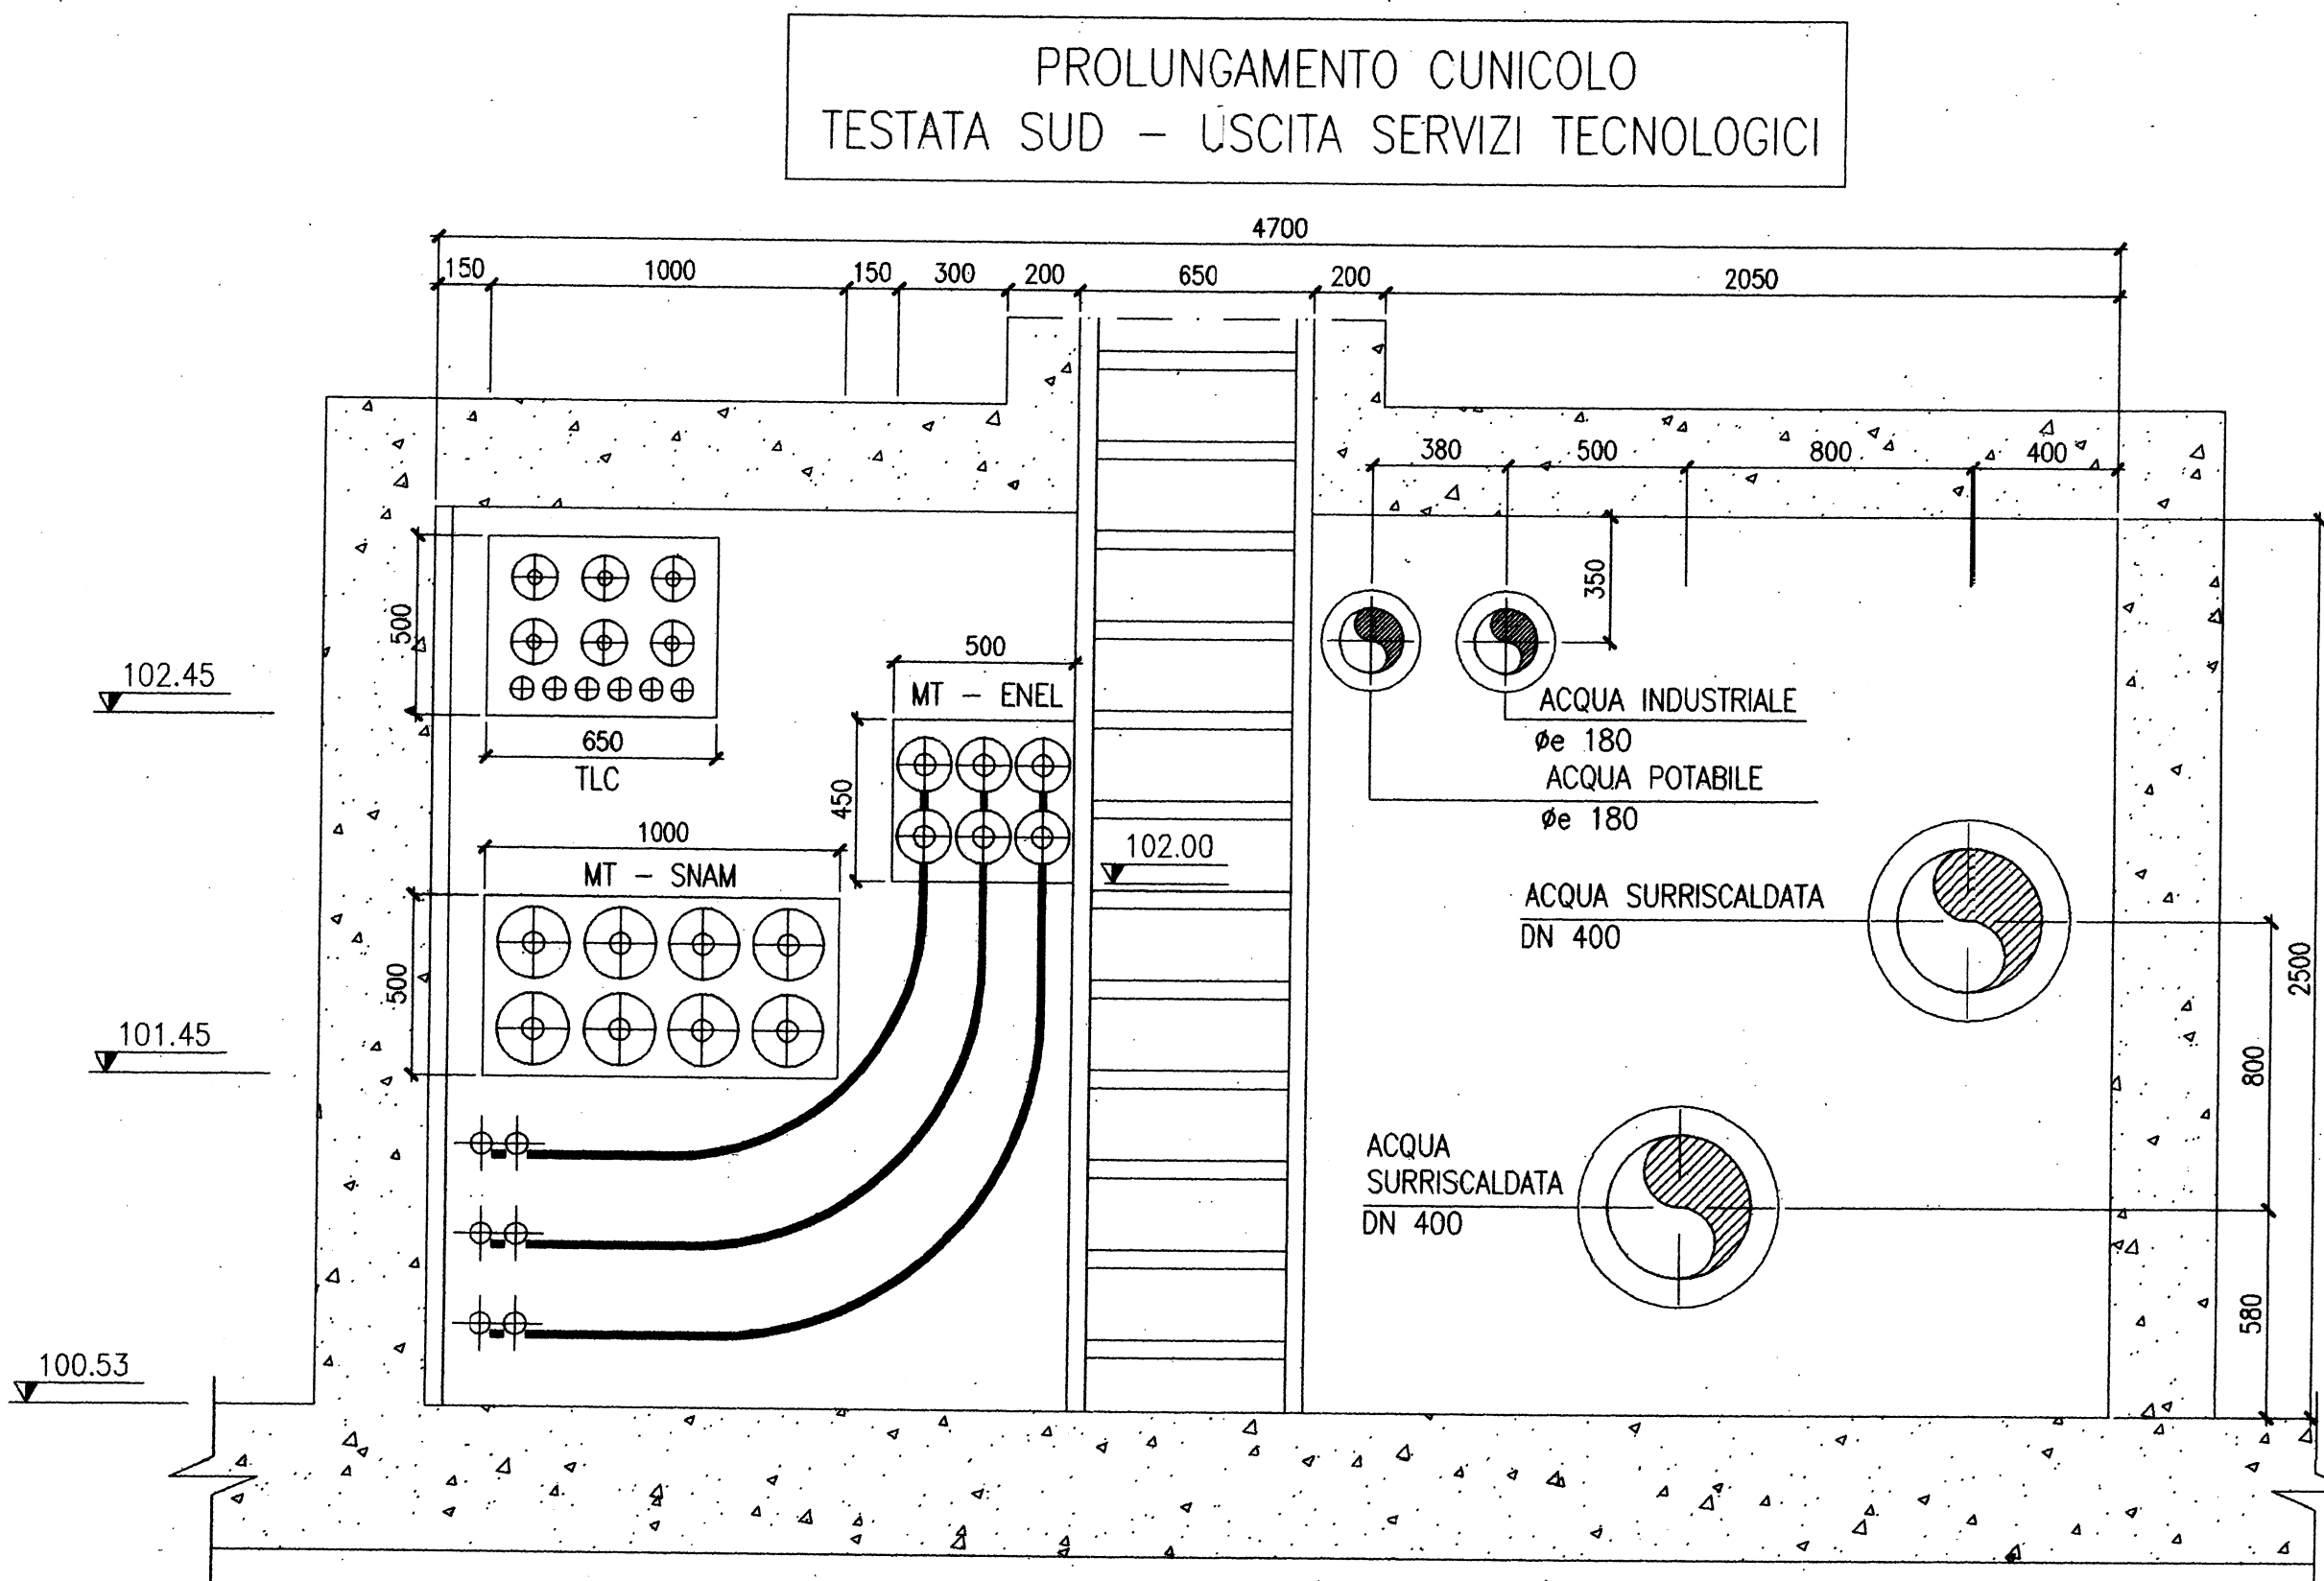 PROLUNGAMENTO CUNICOLO
TESTATA SUD – USCITA SERVIZI TECNOLOGICI
4700
150 1000 150 300 200 650 200 2050
380 500 800 400
350
500
102.45
650
TLC
500
MT – ENEL
450
ACQUA INDUSTRIALE
øe 180
ACQUA POTABILE
øe 180
1000
MT – SNAM
102.00
500
ACQUA SURRISCALDATA
DN 400
2500
101.45
800
ACQUA
SURRISCALDATA
DN 400
580
100.53